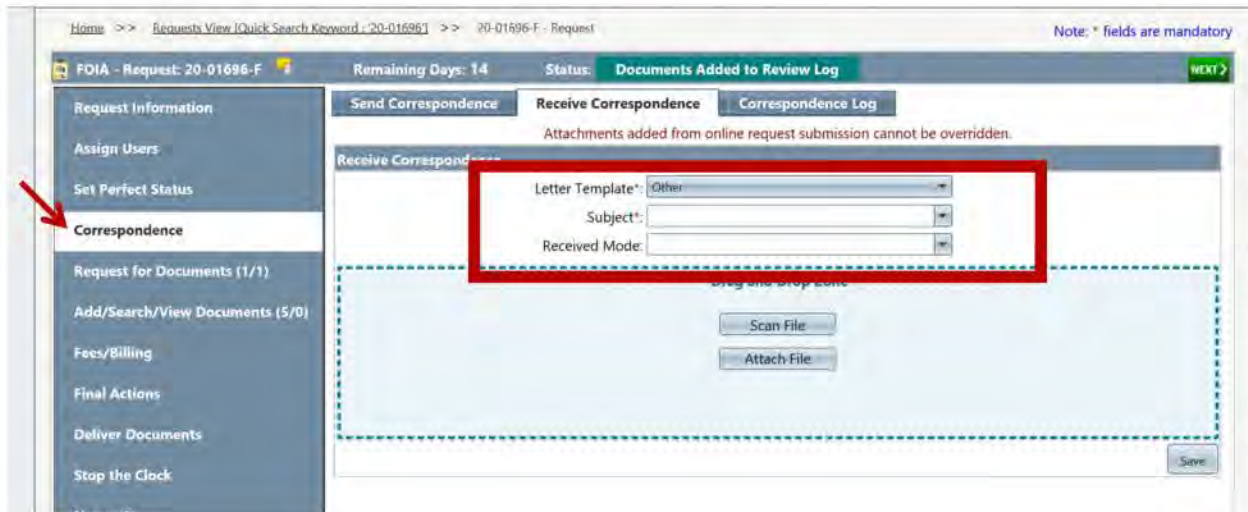 Home >> Requests View [Quick Search Keyword : '20-01696'] >> 20-01696-F - Request
Note: * fields are mandatory
FOIA - Request: 20-01696-F Remaining Days: 14 Status: Documents Added to Review Log NEXT >
Request Information
Assign Users
Set Perfect Status
Correspondence
Request for Documents (1/1)
Add/Search/View Documents (5/0)
Fees/Billing
Final Actions
Deliver Documents
Stop the Clock
Send Correspondence Receive Correspondence Correspondence Log
Attachments added from online request submission cannot be overridden.
Receive Correspondence
Letter Template*: Other
Subject*:
Received Mode:
Drag and Drop Zone
Scan File
Attach File
Save